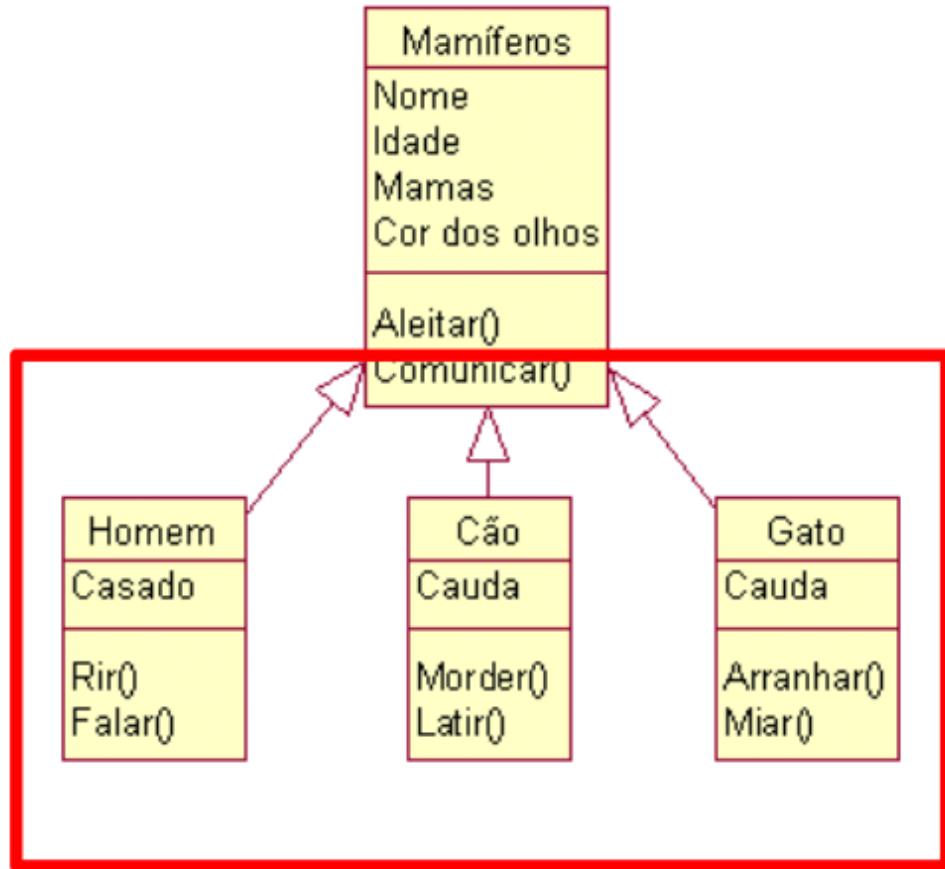 Mamíferos
Nome
Idade
Mamas
Cor dos olhos
Aleitar()
Comunicar()
Homem
Casado
Rir()
Falar()
Cão
Cauda
Morder()
Latir()
Gato
Cauda
Arranhar()
Miar()